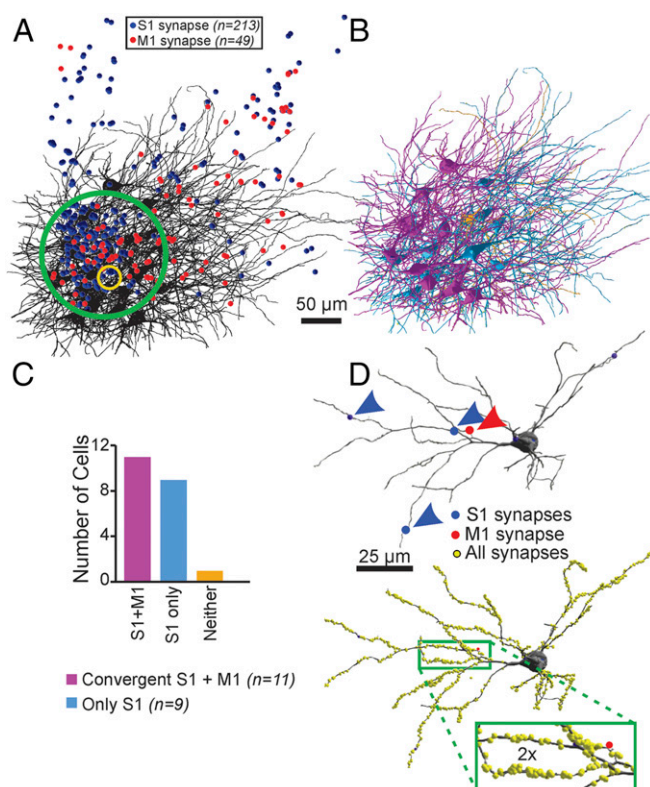 A
S1 synapse (n=213)
M1 synapse (n=49)
B
50 µm
C
Number of Cells
12
8
4
0
S1+M1
S1 only
Neither
Convergent S1 + M1 (n=11)
Only S1 (n=9)
D
S1 synapses
M1 synapse
All synapses
25 µm
2x